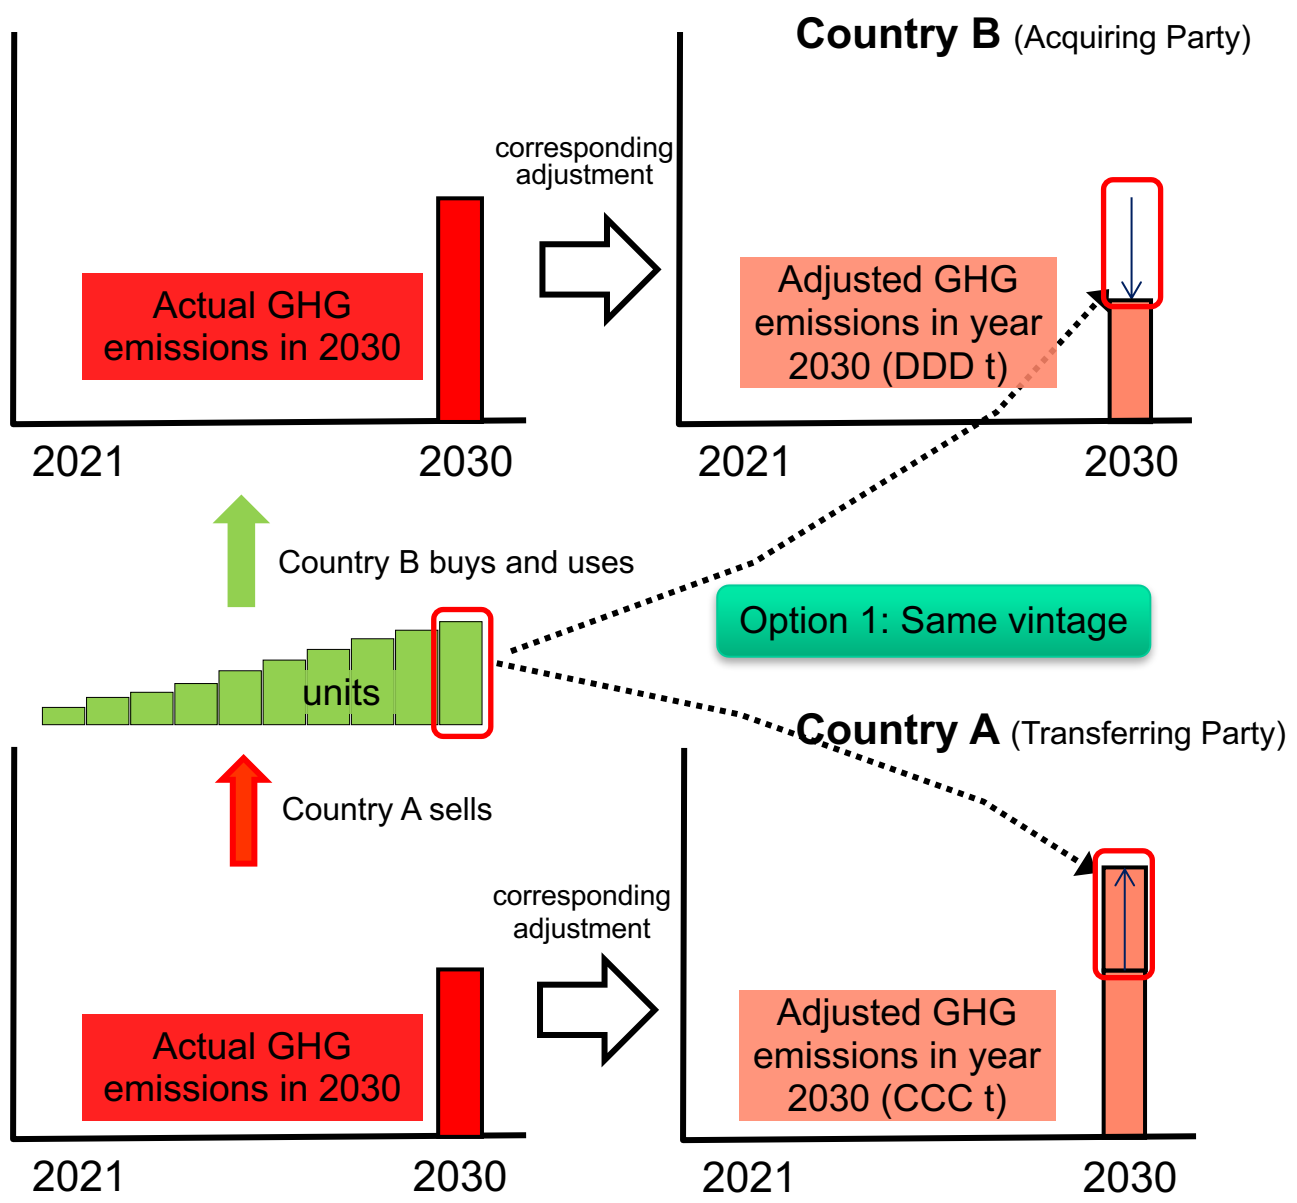 Country B (Acquiring Party)
corresponding
adjustment
Actual GHG
emissions in 2030
Adjusted GHG
emissions in year
2030 (DDD t)
2021
2030
2021
2030
Country B buys and uses
Option 1: Same vintage
units
Country A (Transferring Party)
Country A sells
corresponding
adjustment
Actual GHG
emissions in 2030
Adjusted GHG
emissions in year
2030 (CCC t)
2021
2030
2021
2030